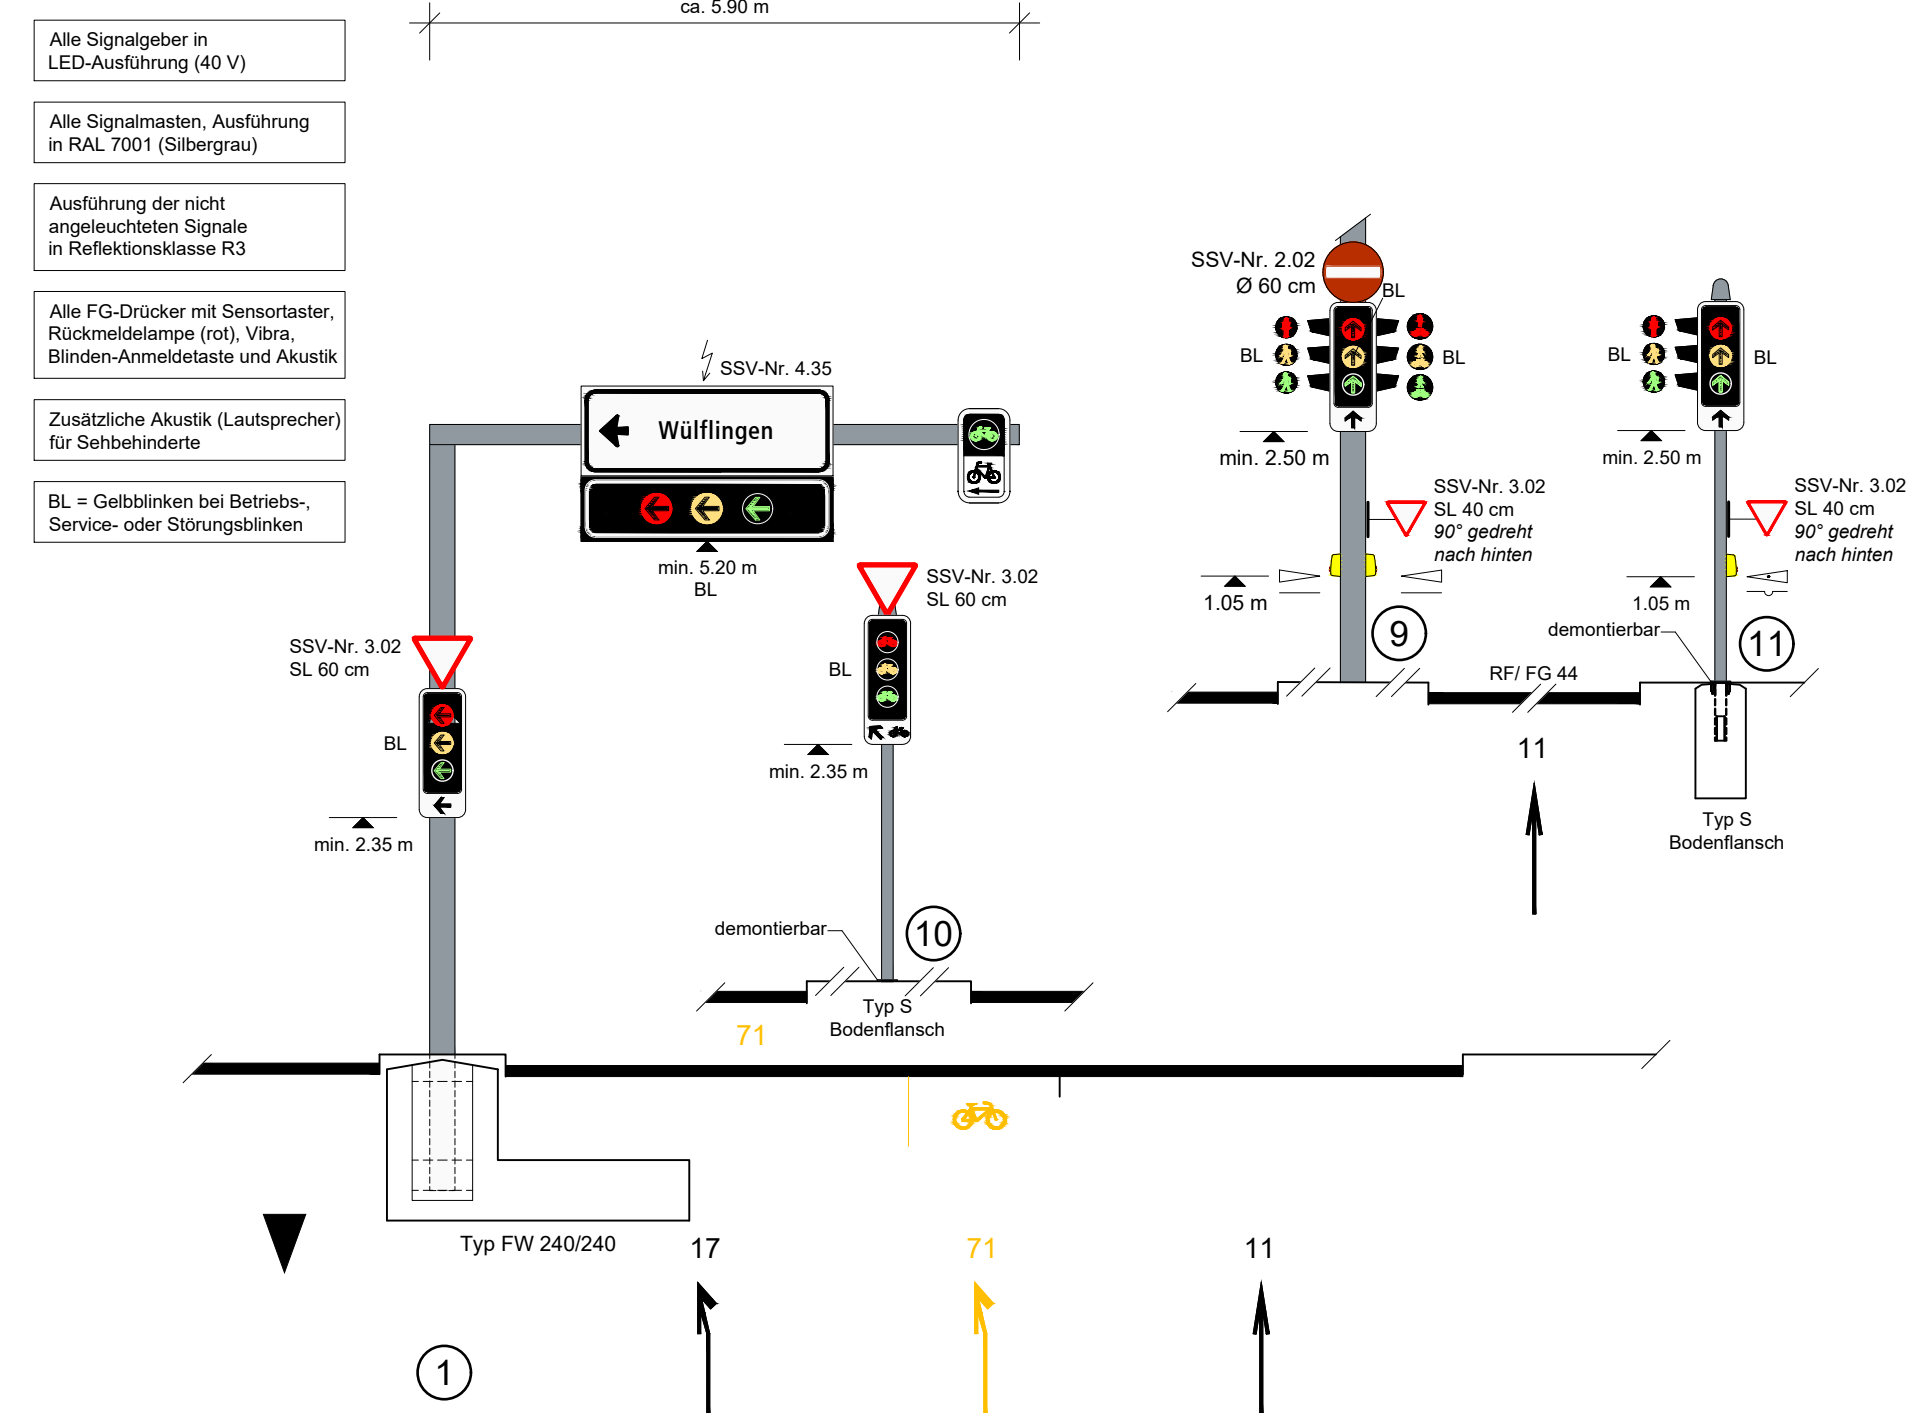 ca. 5.90 m
Alle Signalgeber in
LED-Ausführung (40 V)
Alle Signalmasten, Ausführung
in RAL 7001 (Silbergrau)
Ausführung der nicht
angeleuchteten Signale
in Reflektionsklasse R3
Alle FG-Drücker mit Sensortaster,
Rückmeldelampe (rot), Vibra,
Blinden-Anmeldetaste und Akustik
Zusätzliche Akustik (Lautsprecher)
für Sehbehinderte
BL = Gelbblinken bei Betriebs-,
Service- oder Störungsblinken
SSV-Nr. 4.35
Wülflingen
min. 5.20 m
BL
SSV-Nr. 3.02
SL 60 cm
BL
min. 2.35 m
SSV-Nr. 3.02
SL 60 cm
BL
min. 2.35 m
demontierbar
10
Typ S
Bodenflansch
71
SSV-Nr. 2.02
Ø 60 cm
BL
BL
BL
min. 2.50 m
SSV-Nr. 3.02
SL 40 cm
90° gedreht
nach hinten
1.05 m
9
RF/ FG 44
11
BL
BL
min. 2.50 m
SSV-Nr. 3.02
SL 40 cm
90° gedreht
nach hinten
1.05 m
demontierbar
11
Typ S
Bodenflansch
Typ FW 240/240
17
71
11
1